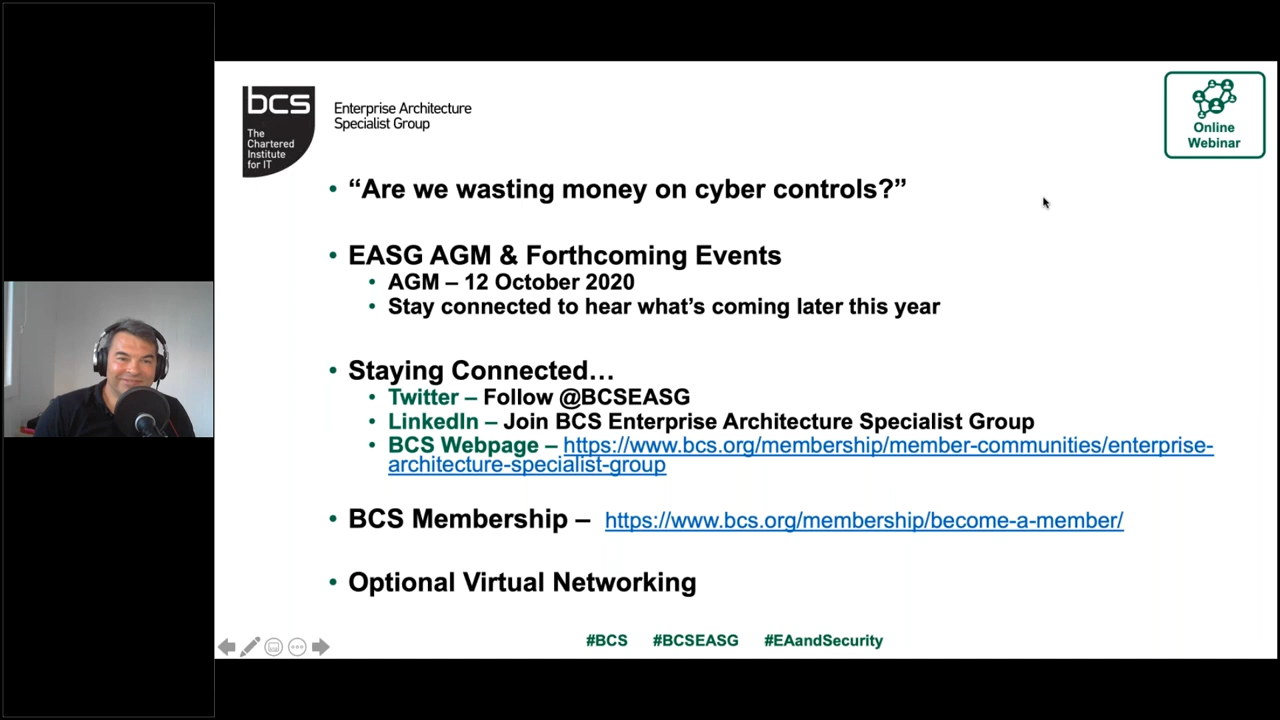 bcs
The
Chartered
Institute
for IT
Enterprise Architecture
Specialist Group
Online
Webinar
• “Are we wasting money on cyber controls?”
• EASG AGM & Forthcoming Events
• AGM – 12 October 2020
• Stay connected to hear what’s coming later this year
• Staying Connected…
• Twitter – Follow @BCSEASG
• LinkedIn – Join BCS Enterprise Architecture Specialist Group
• BCS Webpage – https://www.bcs.org/membership/member-communities/enterprise-
architecture-specialist-group
• BCS Membership – https://www.bcs.org/membership/become-a-member/
• Optional Virtual Networking
#BCS #BCSEASG #EAandSecurity